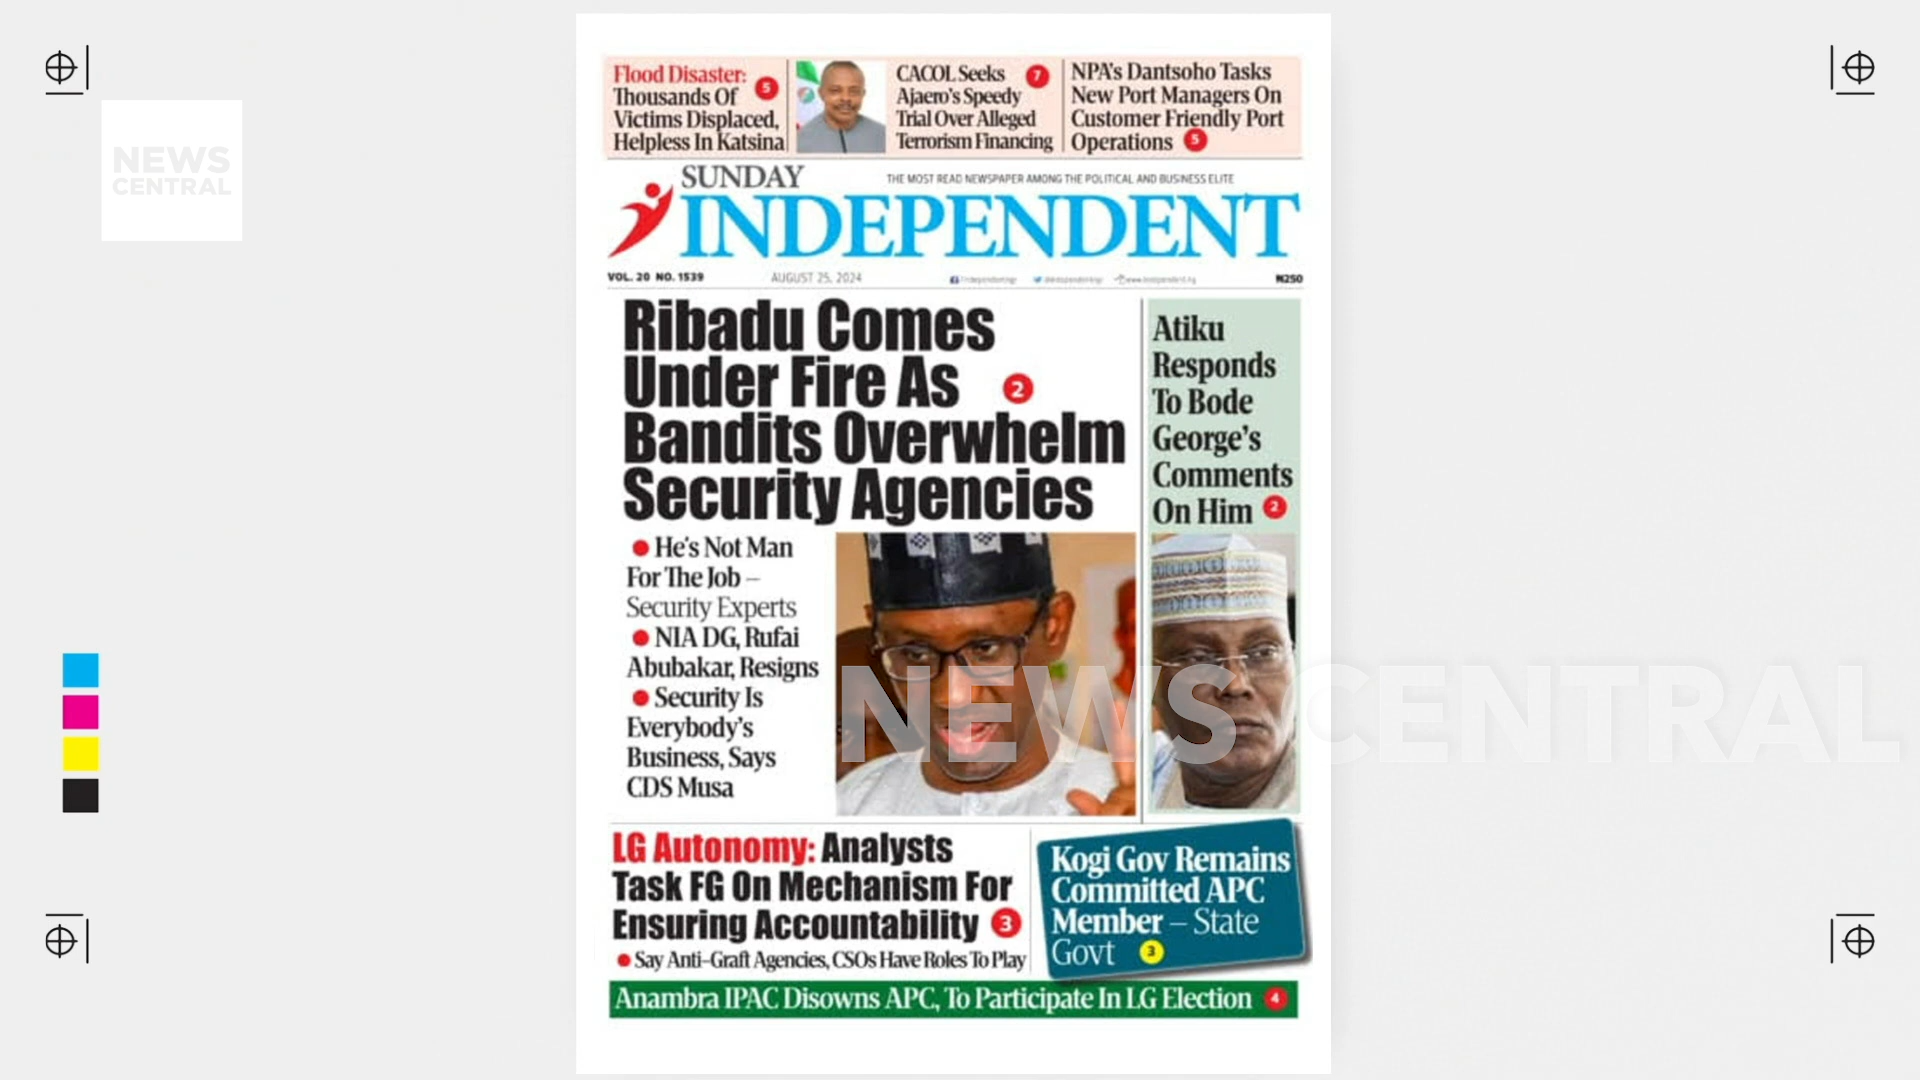 NEWS
CENTRAL
Flood Disaster: 5
Thousands Of
Victims Displaced,
Helpless In Katsina
CACOL Seeks 7
Ajaero's Speedy
Trial Over Alleged
Terrorism Financing
NPA's Dantsoho Tasks
New Port Managers On
Customer Friendly Port
Operations 5
SUNDAY
THE MOST READ NEWSPAPER AMONG THE POLITICAL AND BUSINESS ELITE
INDEPENDENT
VOL. 20 NO. 1539
AUGUST 25, 2024
₦250
Ribadu Comes
Under Fire As 2
Bandits Overwhelm
Security Agencies
● He's Not Man
For The Job –
Security Experts
● NIA DG, Rufai
Abubakar, Resigns
● Security Is
Everybody's
Business, Says
CDS Musa
Atiku
Responds
To Bode
George's
Comments
On Him 2
NEWS CENTRAL
LG Autonomy: Analysts
Task FG On Mechanism For
Ensuring Accountability 3
● Say Anti-Graft Agencies, CSOs Have Roles To Play
Kogi Gov Remains
Committed APC
Member – State
Govt 3
Anambra IPAC Disowns APC, To Participate In LG Election 4